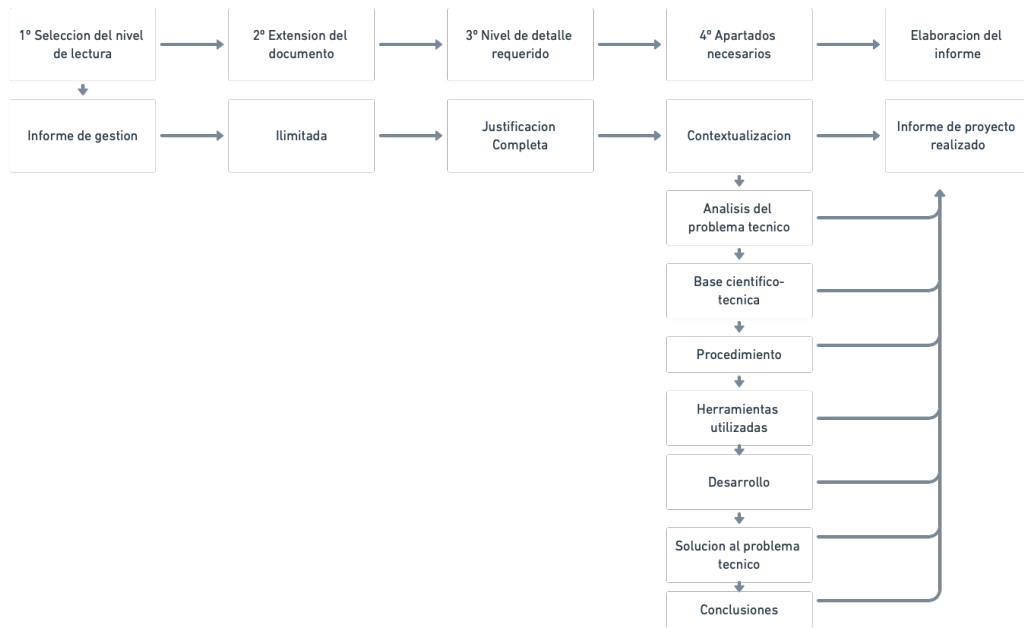 1º Seleccion del nivel
de lectura
2º Extension del
documento
3º Nivel de detalle
requerido
4º Apartados
necesarios
Elaboracion del
informe
Informe de gestion
Ilimitada
Justificacion
Completa
Contextualizacion
Informe de proyecto
realizado
Analisis del
problema tecnico
Base cientifico-
tecnica
Procedimiento
Herramientas
utilizadas
Desarrollo
Solucion al problema
tecnico
Conclusiones